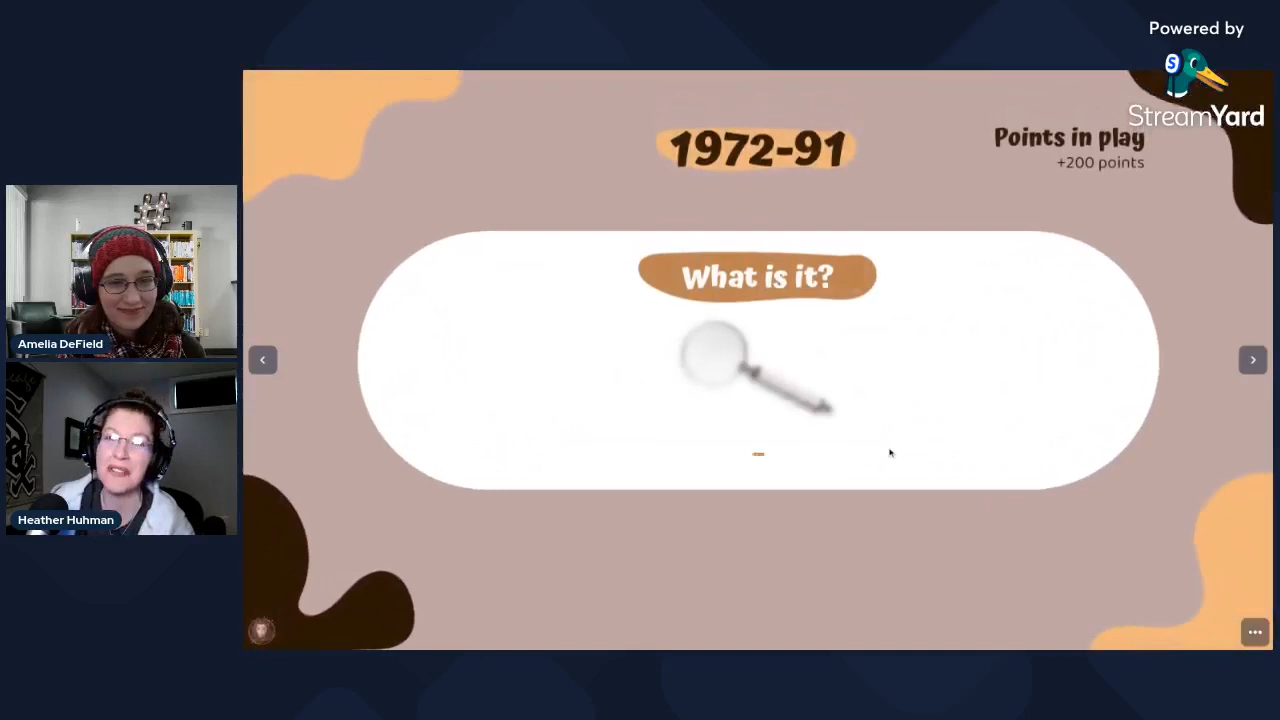 Powered by
StreamYard
1972-91
Points in play
+200 points
What is it?
Amelia DeField
Heather Huhman